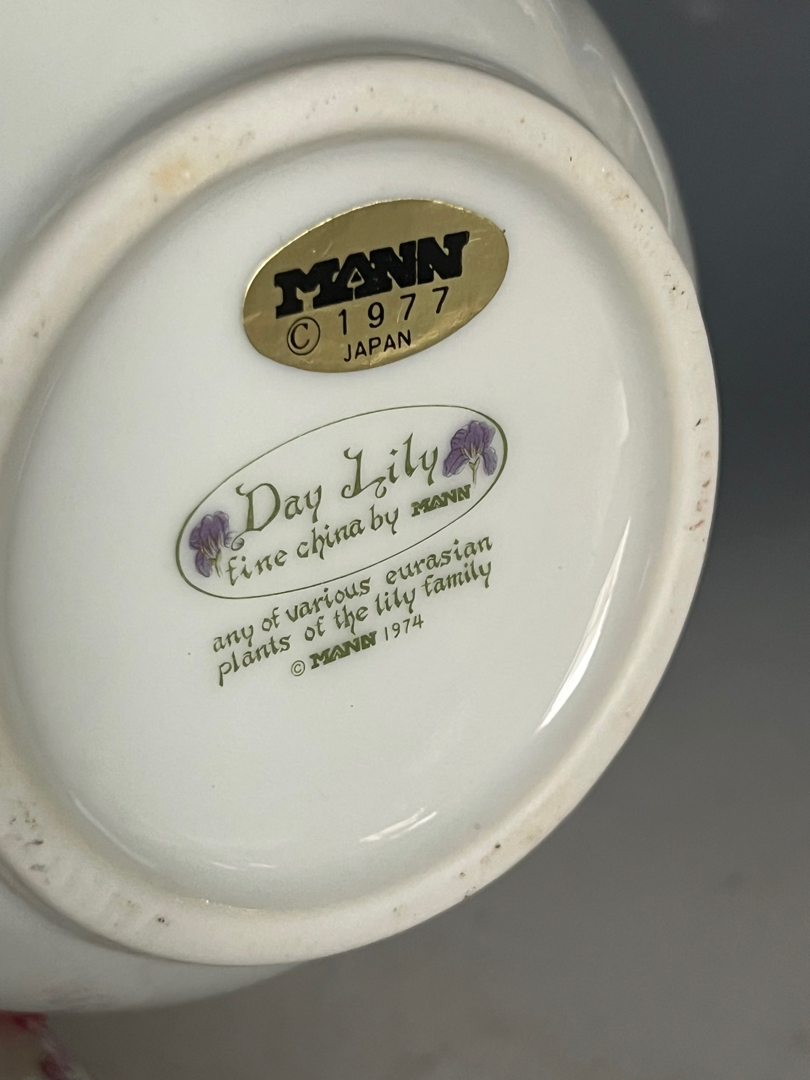 MANN
© 1977
JAPAN
Day Lily
fine china by MANN
any of various eurasian
plants of the lily family
© MANN 1974